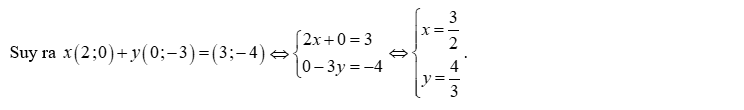 Suy ra x(2;0)+y(0;−3)=(3;−4)⇔{2x+0=3 0−3y=−4 ⇔{x=3/2 y=4/3.